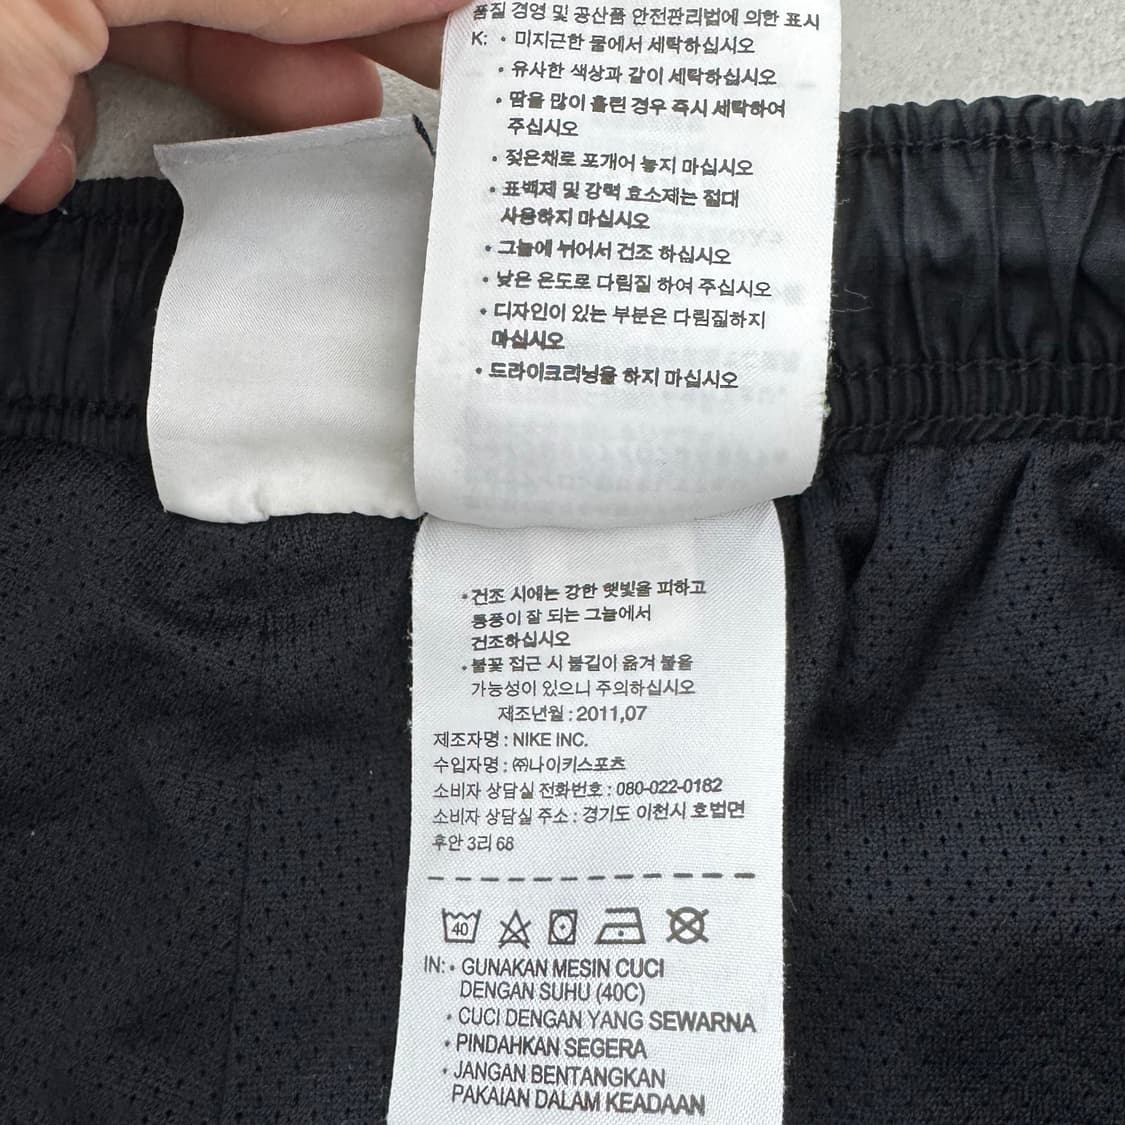 품질 경영 및 공산품 안전관리법에 의한 표시
K: • 미지근한 물에서 세탁하십시오
• 유사한 색상과 같이 세탁하십시오
• 땀을 많이 흘린 경우 즉시 세탁하여
주십시오
• 젖은채로 포개어 놓지 마십시오
• 표백제 및 강력 효소제는 절대
사용하지 마십시오
• 그늘에 뉘어서 건조 하십시오
• 낮은 온도로 다림질 하여 주십시오
• 디자인이 있는 부분은 다림질하지
마십시오
• 드라이크리닝을 하지 마십시오
• 건조 시에는 강한 햇빛을 피하고
통풍이 잘 되는 그늘에서
건조하십시오
• 불꽃 접근 시 불길이 옮겨 붙을
가능성이 있으니 주의하십시오
제조년월 : 2011,07
제조자명 : NIKE INC.
수입자명 : ㈜나이키스포츠
소비자 상담실 전화번호 : 080-022-0182
소비자 상담실 주소 : 경기도 이천시 호법면
후안 3리 68
40
IN: • GUNAKAN MESIN CUCI
DENGAN SUHU (40C)
• CUCI DENGAN YANG SEWARNA
• PINDAHKAN SEGERA
• JANGAN BENTANGKAN
PAKAIAN DALAM KEADAAN